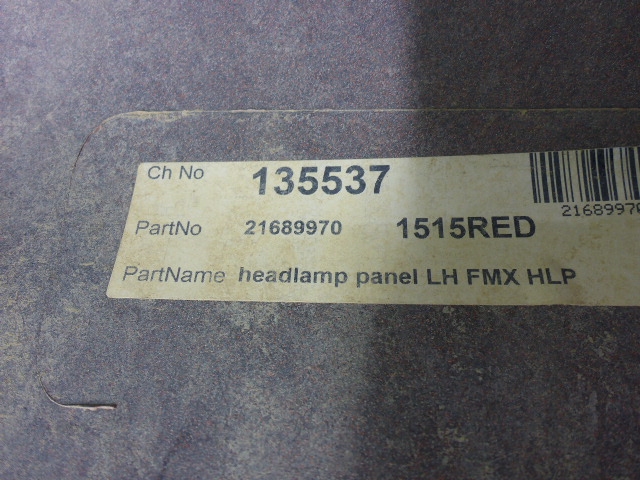 Ch No 135537
PartNo 21689970 1515RED
PartName headlamp panel LH FMX HLP
21689970